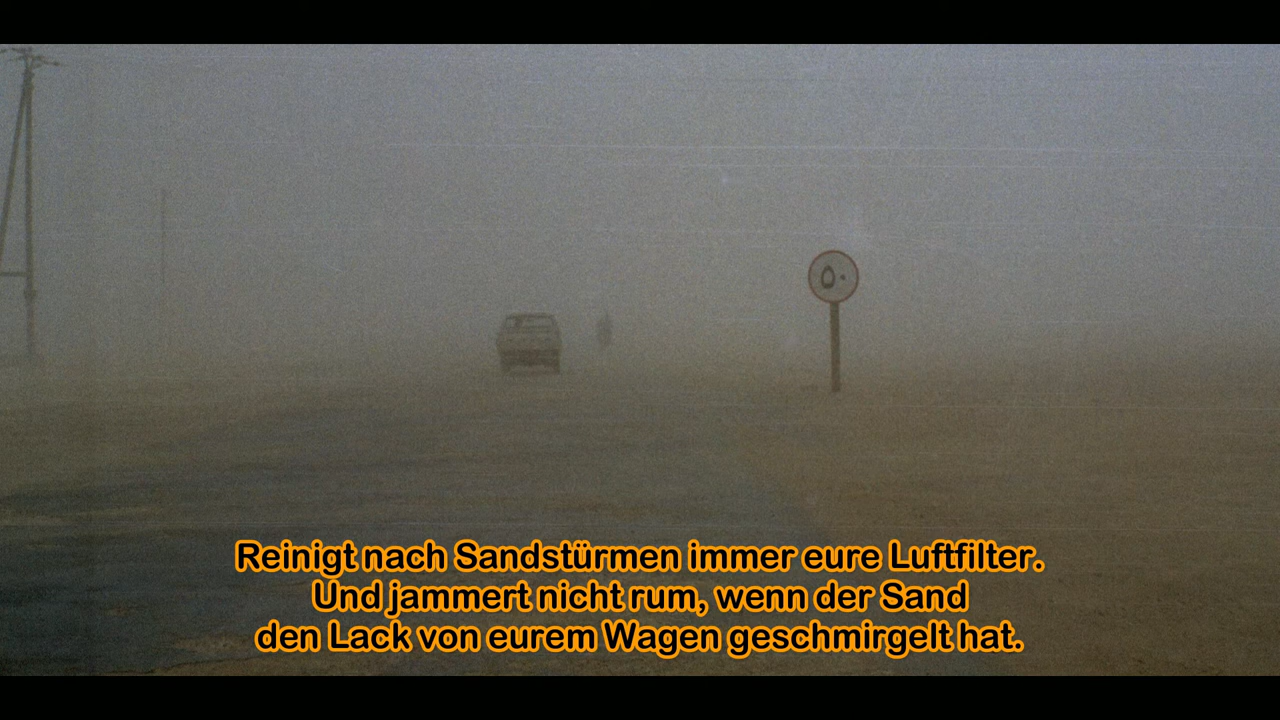 ٥٠
Reinigt nach Sandstürmen immer eure Luftfilter.
Und jammert nicht rum, wenn der Sand
den Lack von eurem Wagen geschmirgelt hat.